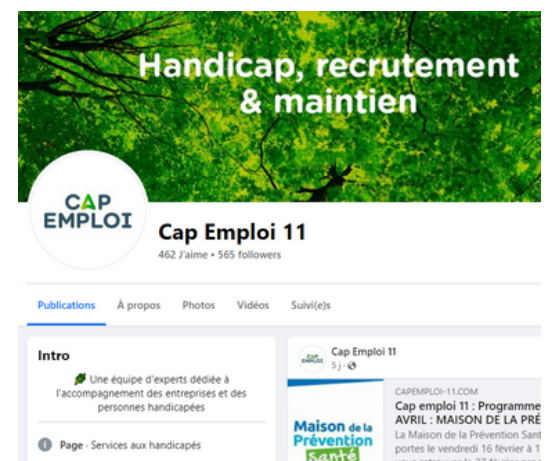 Handicap, recrutement
& maintien
CAP
EMPLOI
Cap Emploi 11
462 J'aime • 565 followers
Publications
À propos
Photos
Vidéos
Suivi(e)s
Intro
Une équipe d'experts dédiée à
l'accompagnement des entreprises et des
personnes handicapées
Page · Services aux handicapés
CAP
EMPLOI
Cap Emploi 11
5 j ·
Maison de la
Prévention
Santé
CAPEMPLOI-11.COM
Cap emploi 11 : Programme
AVRIL : MAISON DE LA PRÉ
La Maison de la Prévention Sant
portes le vendredi 16 février à 1